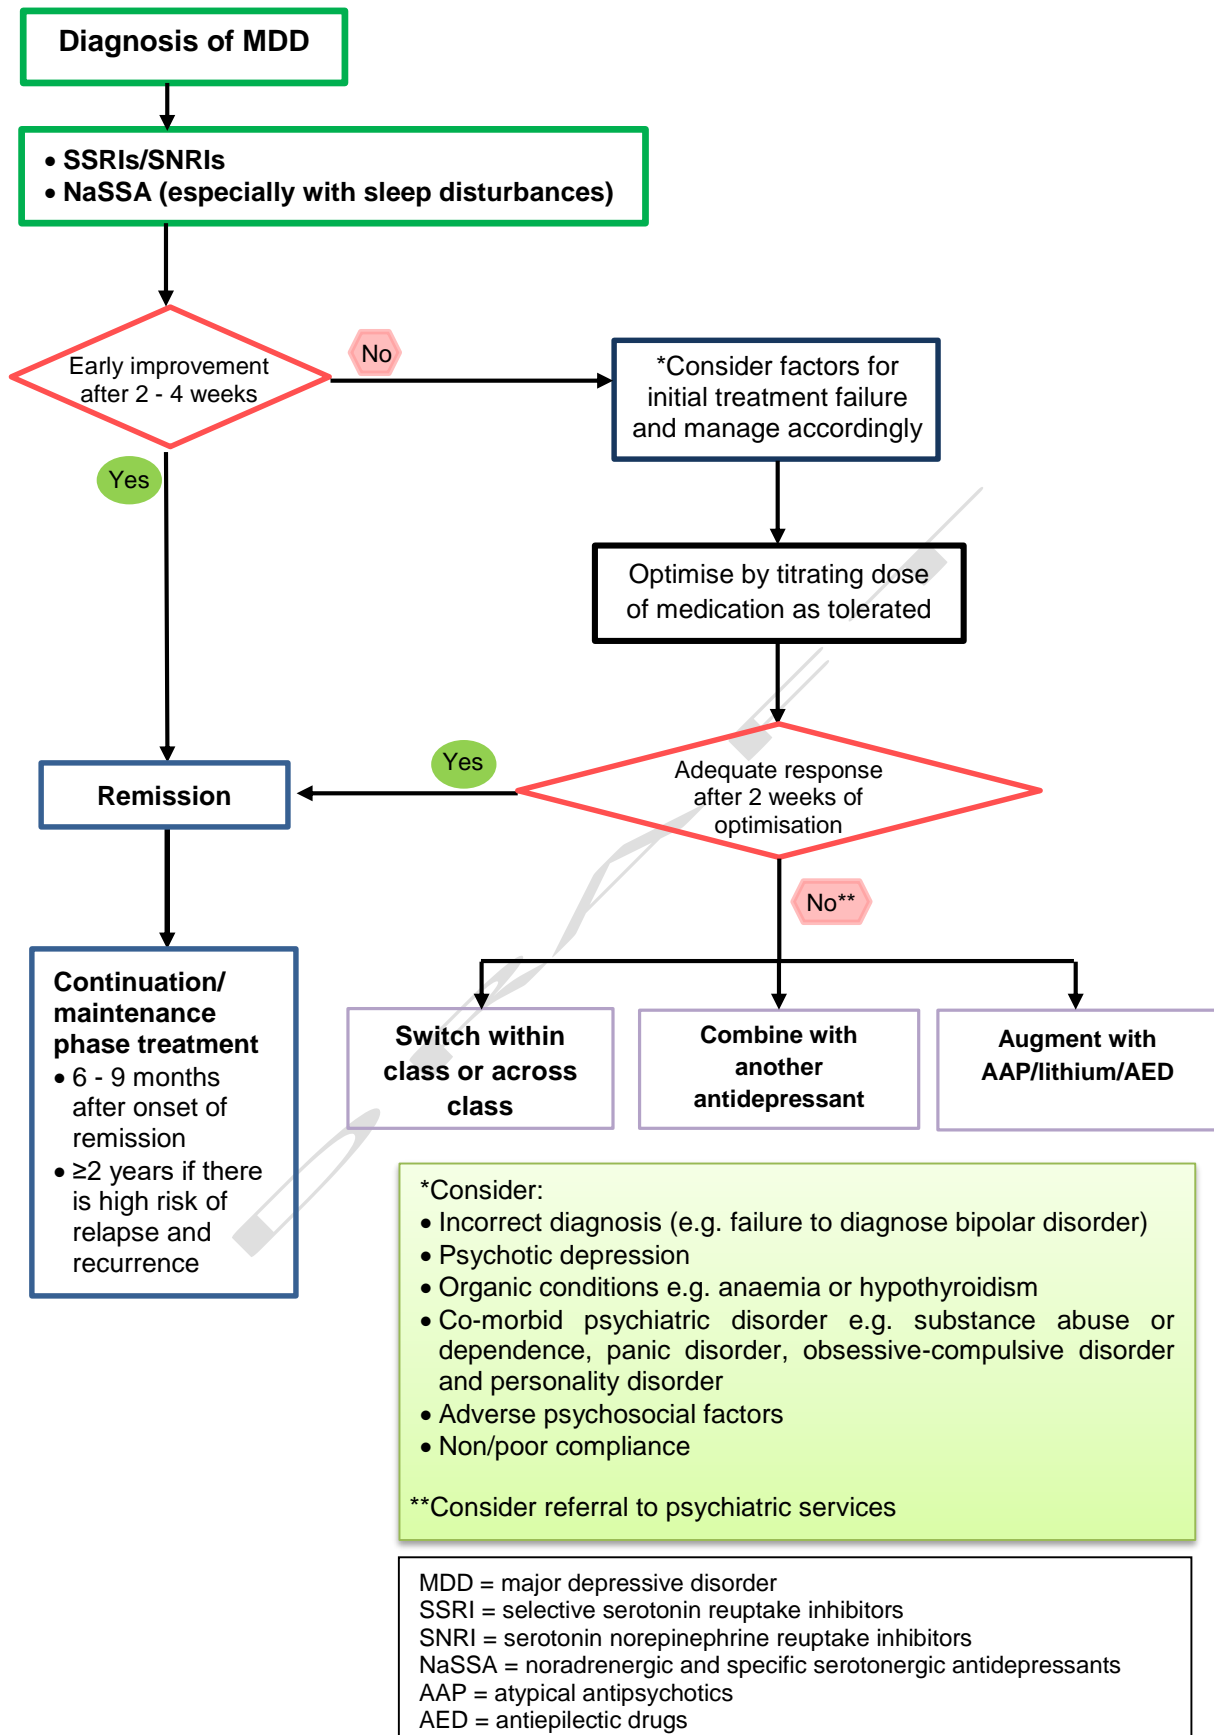 Diagnosis of MDD
• SSRIs/SNRIs
• NaSSA (especially with sleep disturbances)
Early improvement
after 2 - 4 weeks
No
*Consider factors for
initial treatment failure
and manage accordingly
Yes
Optimise by titrating dose
of medication as tolerated
Adequate response
after 2 weeks of
optimisation
Yes
Remission
No**
Continuation/
maintenance
phase treatment
• 6 - 9 months
after onset of
remission
• ≥2 years if there
is high risk of
relapse and
recurrence
Switch within
class or across
class
Combine with
another
antidepressant
Augment with
AAP/lithium/AED
*Consider:
• Incorrect diagnosis (e.g. failure to diagnose bipolar disorder)
• Psychotic depression
• Organic conditions e.g. anaemia or hypothyroidism
• Co-morbid psychiatric disorder e.g. substance abuse or
dependence, panic disorder, obsessive-compulsive disorder
and personality disorder
• Adverse psychosocial factors
• Non/poor compliance
**Consider referral to psychiatric services
MDD = major depressive disorder
SSRI = selective serotonin reuptake inhibitors
SNRI = serotonin norepinephrine reuptake inhibitors
NaSSA = noradrenergic and specific serotonergic antidepressants
AAP = atypical antipsychotics
AED = antiepilectic drugs